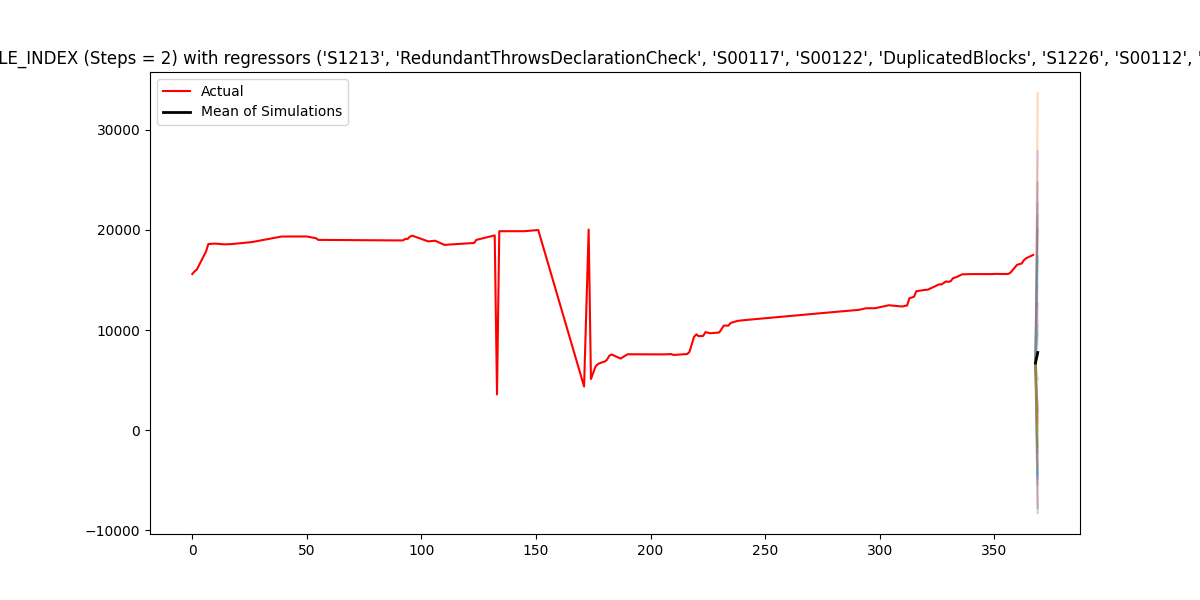 LE_INDEX (Steps = 2) with regressors ('S1213', 'RedundantThrowsDeclarationCheck', 'S00117', 'S00122', 'DuplicatedBlocks', 'S1226', 'S00112', '
Actual
Mean of Simulations
30000
20000
10000
0
−10000
0 50 100 150 200 250 300 350